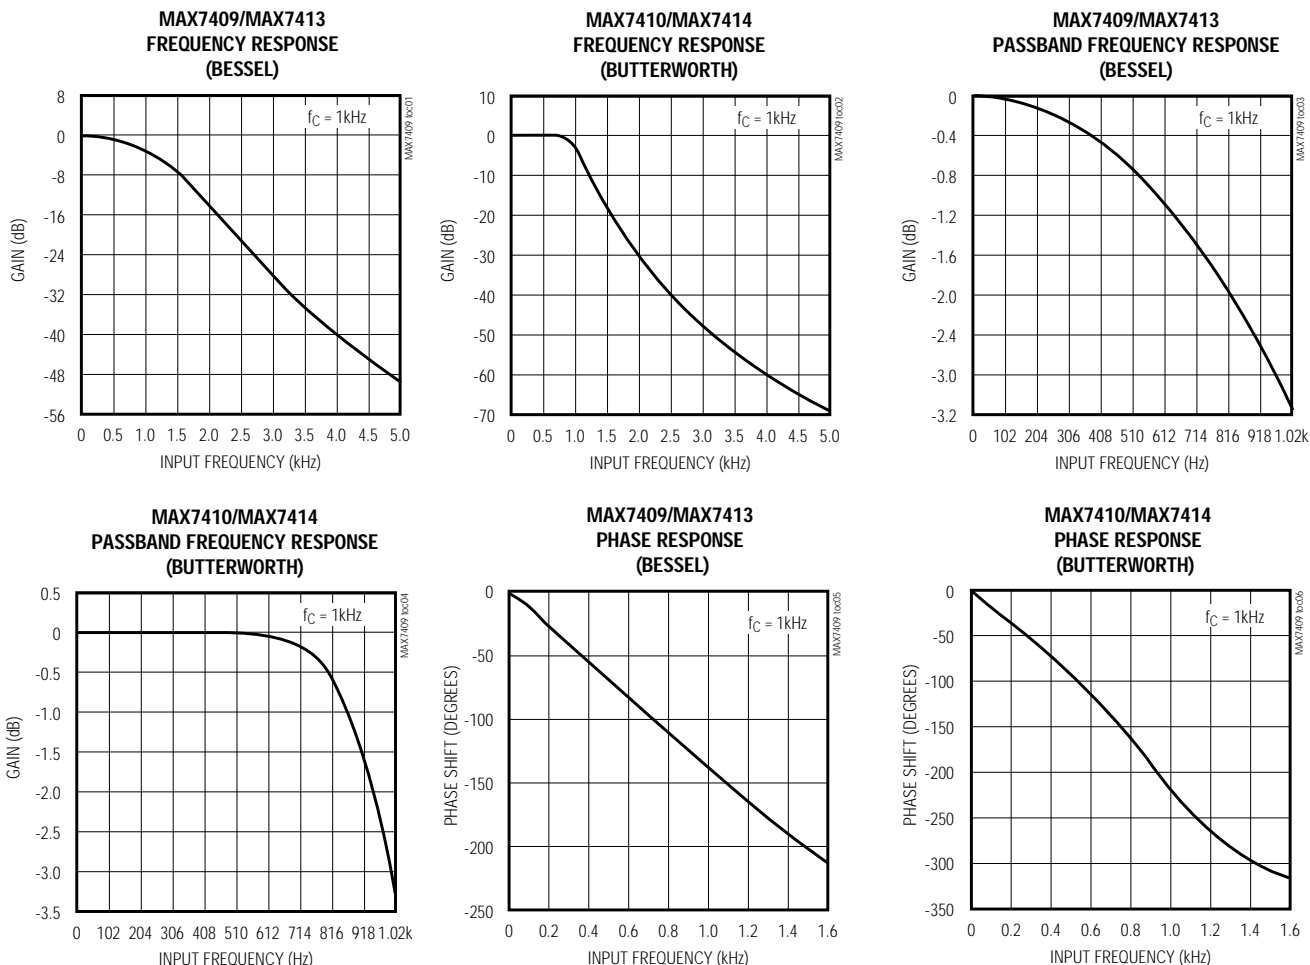 MAX7409/MAX7413
FREQUENCY RESPONSE
(BESSEL)
8
0
-8
-16
-24
-32
-40
-48
-56
GAIN (dB)
fC = 1kHz
MAX7409 toc01
0 0.5 1.0 1.5 2.0 2.5 3.0 3.5 4.0 4.5 5.0
INPUT FREQUENCY (kHz)
MAX7410/MAX7414
FREQUENCY RESPONSE
(BUTTERWORTH)
10
0
-10
-20
-30
-40
-50
-60
-70
GAIN (dB)
fC = 1kHz
MAX7409 toc02
0 0.5 1.0 1.5 2.0 2.5 3.0 3.5 4.0 4.5 5.0
INPUT FREQUENCY (kHz)
MAX7409/MAX7413
PASSBAND FREQUENCY RESPONSE
(BESSEL)
0
-0.4
-0.8
-1.2
-1.6
-2.0
-2.4
-3.0
-3.2
GAIN (dB)
fC = 1kHz
MAX7409 toc03
0 102 204 306 408 510 612 714 816 918 1.02k
INPUT FREQUENCY (Hz)
MAX7410/MAX7414
PASSBAND FREQUENCY RESPONSE
(BUTTERWORTH)
0.5
0
-0.5
-1.0
-1.5
-2.0
-2.5
-3.0
-3.5
GAIN (dB)
fC = 1kHz
MAX7409 toc04
0 102 204 306 408 510 612 714 816 918 1.02k
INPUT FREQUENCY (Hz)
MAX7409/MAX7413
PHASE RESPONSE
(BESSEL)
0
-50
-100
-150
-200
-250
PHASE SHIFT (DEGREES)
fC = 1kHz
MAX7409 toc05
0 0.2 0.4 0.6 0.8 1.0 1.2 1.4 1.6
INPUT FREQUENCY (kHz)
MAX7410/MAX7414
PHASE RESPONSE
(BUTTERWORTH)
0
-50
-100
-150
-200
-250
-300
-350
PHASE SHIFT (DEGREES)
fC = 1kHz
MAX7409 toc06
0 0.2 0.4 0.6 0.8 1.0 1.2 1.4 1.6
INPUT FREQUENCY (kHz)